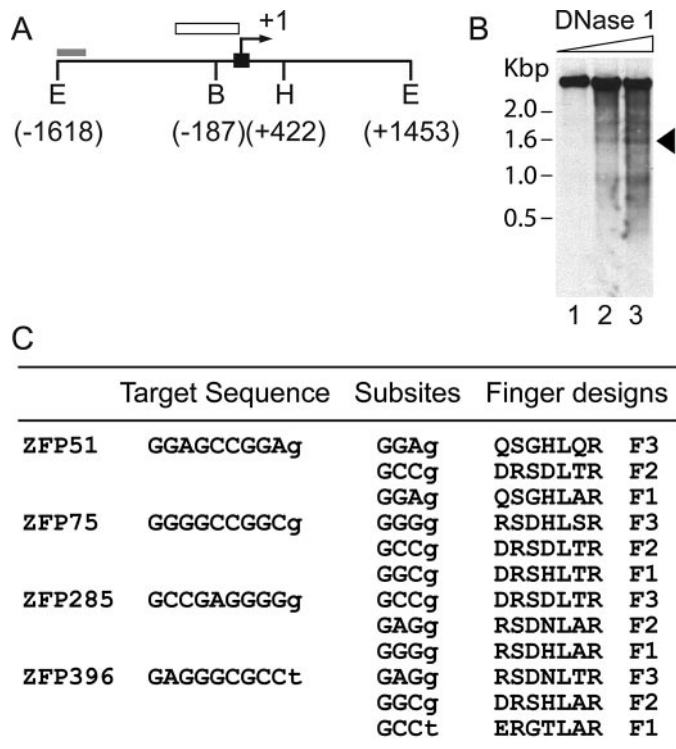 A
+1
E
B
H
E
(-1618)
(-187)
(+422)
(+1453)
B
DNase 1
Kbp
2.0
1.6
1.0
0.5
1 2 3
C
Target Sequence Subsites Finger designs
ZFP51 GGAGCCGGAg GGAg QSGHLQR F3
GCCg DRSDLTR F2
GGAg QSGHLAR F1
ZFP75 GGGGCCGGCg GGGg RSDHLSR F3
GCCg DRSDLTR F2
GGCg DRSHLTR F1
ZFP285 GCCGAGGGGg GCCg DRSDLTR F3
GAGg RSDNLAR F2
GGGg RSDHLAR F1
ZFP396 GAGGGCGCCt GAGg RSDNLTR F3
GGCg DRSHLAR F2
GCCt ERGTLAR F1